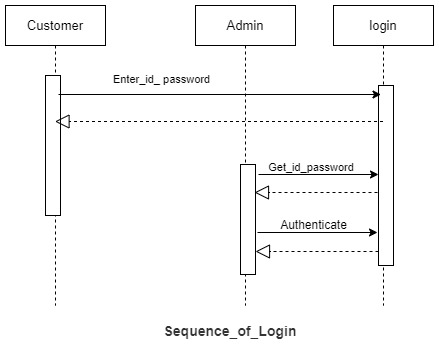 Customer
Admin
login
Enter_id_ password
Get_id_password
Authenticate
Sequence_of_Login